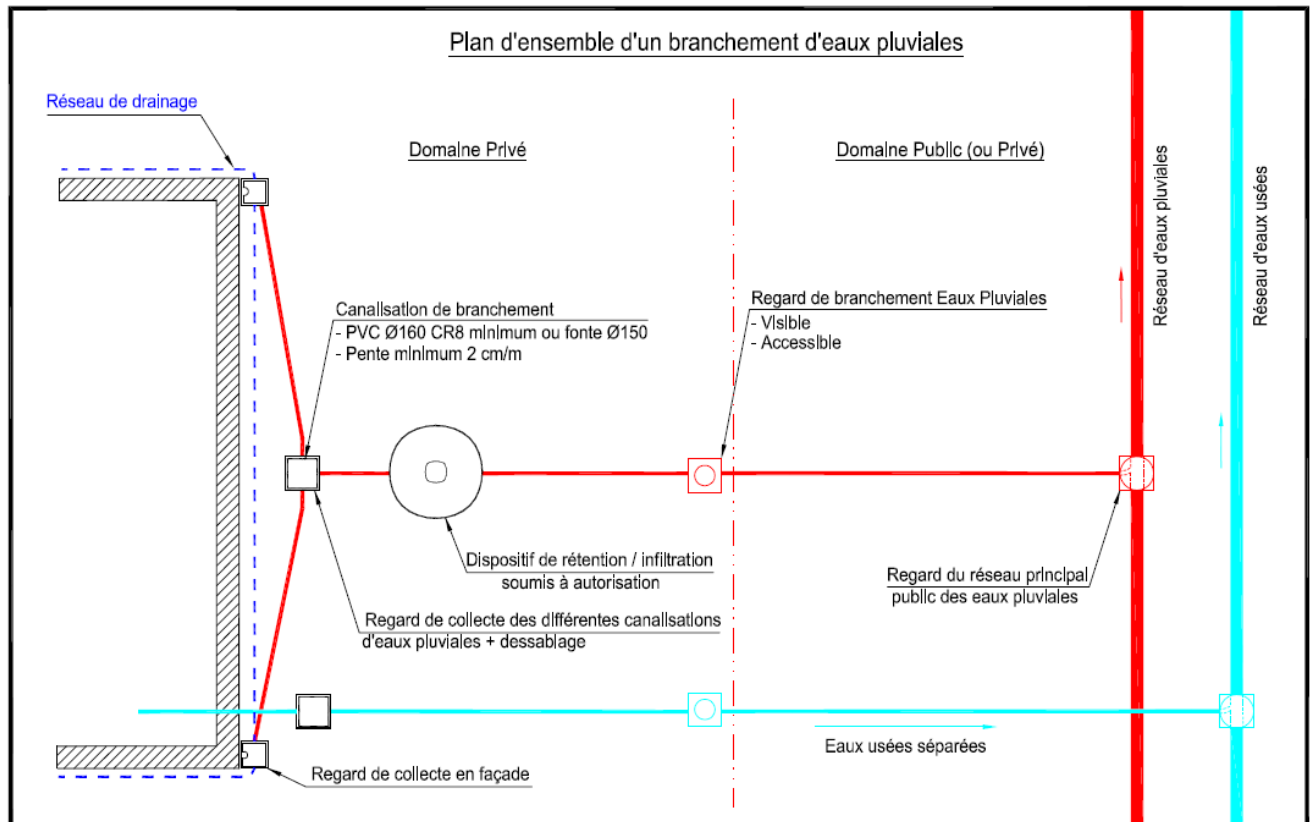 Plan d'ensemble d'un branchement d'eaux pluviales
Réseau de drainage
Domaine Privé
Domaine Public (ou Privé)
Réseau d'eaux pluviales
Réseau d'eaux usées
Canalisation de branchement
- PVC Ø160 CR8 minimum ou fonte Ø150
- Pente minimum 2 cm/m
Regard de branchement Eaux Pluviales
- Visible
- Accessible
Dispositif de rétention / infiltration
soumis à autorisation
Regard du réseau principal
public des eaux pluviales
Regard de collecte des différentes canalisations
d'eaux pluviales + dessablage
Eaux usées séparées
Regard de collecte en façade